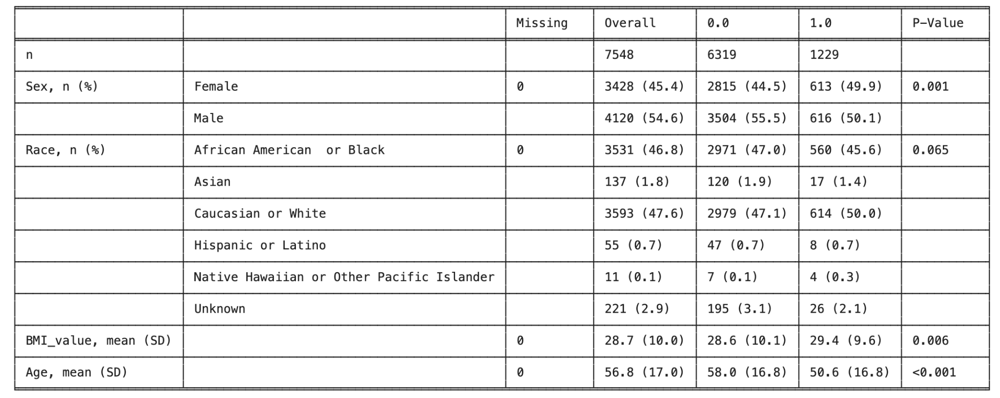 Missing Overall 0.0 1.0 P-Value
n 7548 6319 1229
Sex, n (%) Female 0 3428 (45.4) 2815 (44.5) 613 (49.9) 0.001
Male 4120 (54.6) 3504 (55.5) 616 (50.1)
Race, n (%) African American  or Black 0 3531 (46.8) 2971 (47.0) 560 (45.6) 0.065
Asian 137 (1.8) 120 (1.9) 17 (1.4)
Caucasian or White 3593 (47.6) 2979 (47.1) 614 (50.0)
Hispanic or Latino 55 (0.7) 47 (0.7) 8 (0.7)
Native Hawaiian or Other Pacific Islander 11 (0.1) 7 (0.1) 4 (0.3)
Unknown 221 (2.9) 195 (3.1) 26 (2.1)
BMI_value, mean (SD) 0 28.7 (10.0) 28.6 (10.1) 29.4 (9.6) 0.006
Age, mean (SD) 0 56.8 (17.0) 58.0 (16.8) 50.6 (16.8) <0.001